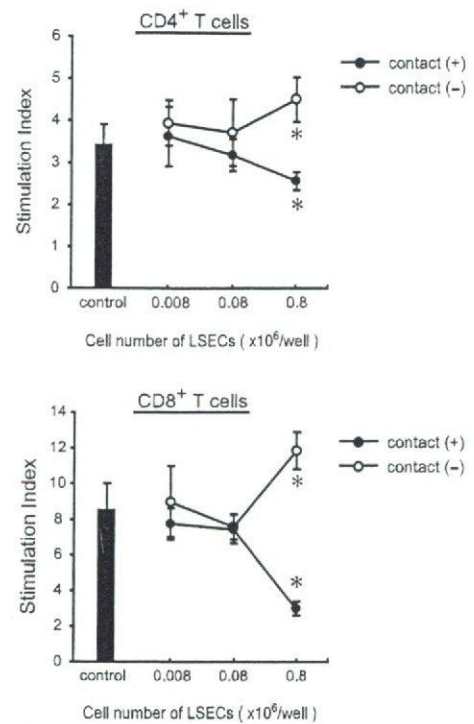 CD4⁺ T cells
6
5
4
3
2
1
0
Stimulation Index
contact (+)
contact (−)
*
*
control 0.008 0.08 0.8
Cell number of LSECs ( x10⁶/well )
CD8⁺ T cells
14
12
10
8
6
4
2
0
Stimulation Index
contact (+)
contact (−)
*
*
control 0.008 0.08 0.8
Cell number of LSECs ( x10⁶/well )